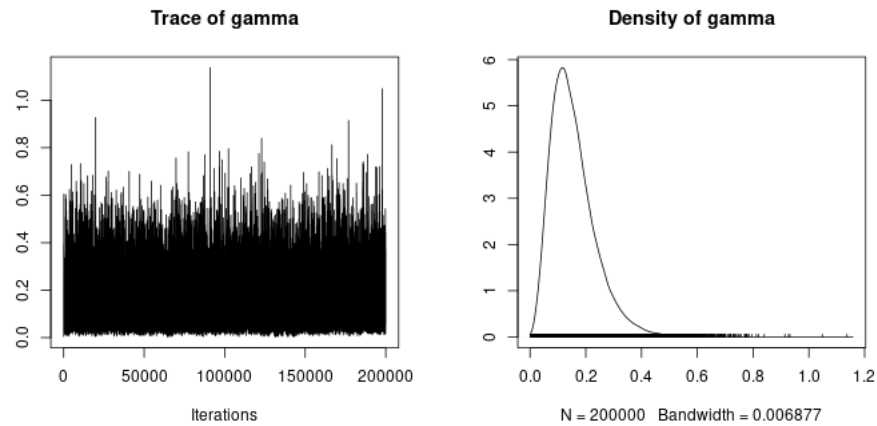 Trace of gamma
1.0
0.8
0.6
0.4
0.2
0.0
0 50000 100000 150000 200000
Iterations
Density of gamma
6
5
4
3
2
1
0
0.0 0.2 0.4 0.6 0.8 1.0 1.2
N = 200000 Bandwidth = 0.006877